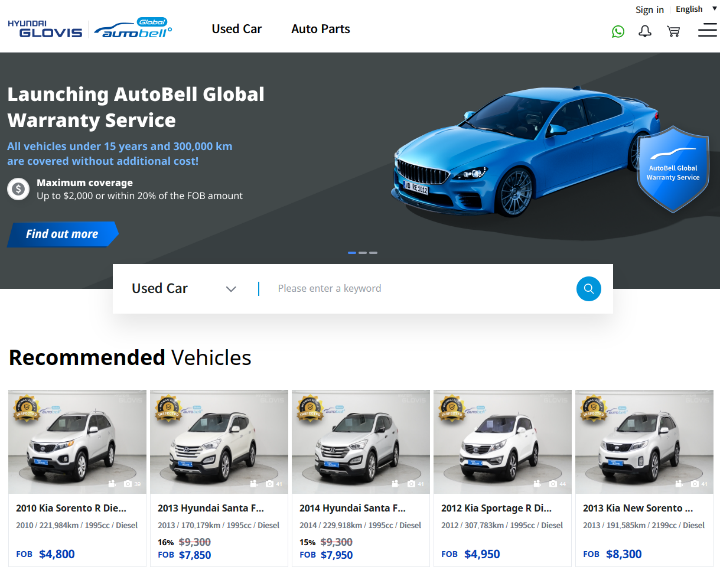 Sign in
English
HYUNDAI
GLOVIS
Global
autobell
Used Car
Auto Parts
Launching AutoBell Global
Warranty Service
All vehicles under 15 years and 300,000 km
are covered without additional cost!
Maximum coverage
Up to $2,000 or within 20% of the FOB amount
Find out more
AutoBell Global
Warranty Service
Used Car
Please enter a keyword
Recommended Vehicles
2010 Kia Sorento R Die...
2010 / 221,984km / 1995cc / Diesel
FOB $4,800
2013 Hyundai Santa F...
2013 / 170,179km / 1995cc / Diesel
16% $9,300
FOB $7,850
2014 Hyundai Santa F...
2014 / 229,918km / 1995cc / Diesel
15% $9,300
FOB $7,950
2012 Kia Sportage R Di...
2012 / 307,783km / 1995cc / Diesel
FOB $4,950
2013 Kia New Sorento ...
2013 / 191,585km / 2199cc / Diesel
FOB $8,300